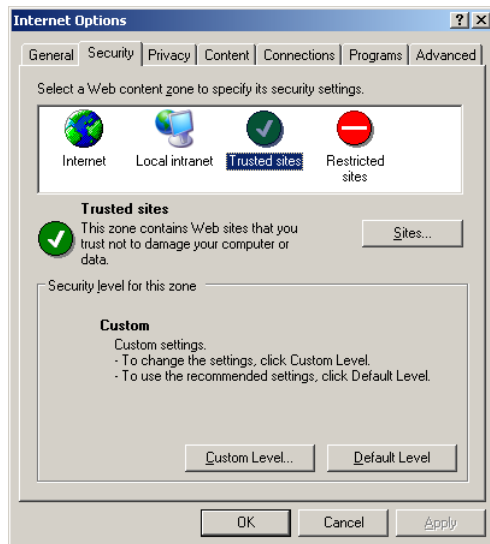 Internet Options
General Security Privacy Content Connections Programs Advanced
Select a Web content zone to specify its security settings.
Internet Local intranet Trusted sites Restricted sites
Trusted sites
This zone contains Web sites that you
trust not to damage your computer or
data.
Sites...
Security level for this zone
Custom
Custom settings.
- To change the settings, click Custom Level.
- To use the recommended settings, click Default Level.
Custom Level... Default Level
OK Cancel Apply